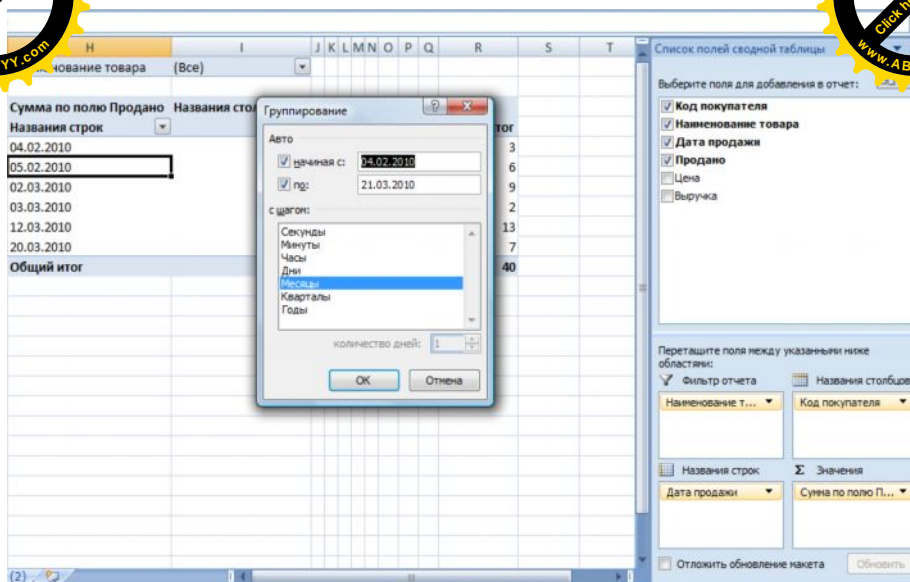 Click h
YY.com
www.AB
H I J K L M N O P Q R S T
нование товара (Все)
Сумма по полю Продано Названия сто
Названия строк тог
04.02.2010 3
05.02.2010 6
02.03.2010 9
03.03.2010 2
12.03.2010 13
20.03.2010 7
Общий итог 40
(2)
Группирование
Авто
начиная с: 04.02.2010
по: 21.03.2010
с шагом:
Секунды
Минуты
Часы
Дни
Месяцы
Кварталы
Годы
количество дней: 1
ОК Отмена
Список полей сводной таблицы
Выберите поля для добавления в отчет:
Код покупателя
Наименование товара
Дата продажи
Продано
Цена
Выручка
Перетащите поля между указанными ниже
областями:
Фильтр отчета Названия столбцов
Наименование т... Код покупателя
Названия строк Σ Значения
Дата продажи Сумма по полю П...
Отложить обновление макета Обновить